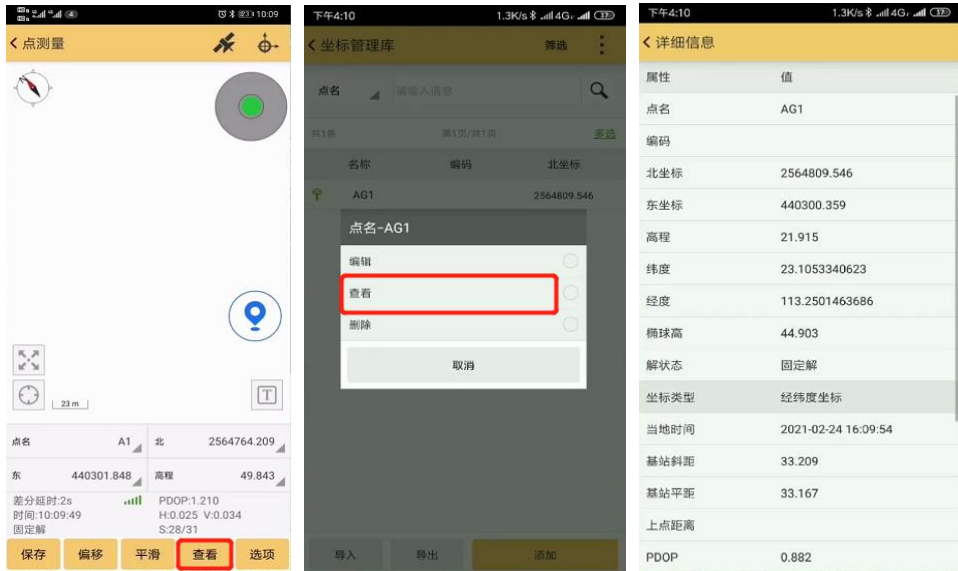 10:09
点测量
23 m
T
点名 A1 北 2564764.209
东 440301.848 高程 49.843
差分延时:2s PDOP:1.210
时间:10:09:49 H:0.025 V:0.034
固定解 S:28/31
保存 偏移 平滑 查看 选项
下午4:10 1.3K/s 4G 37
坐标管理库 筛选
点名 请输入信息
共1条 第1页/共1页 多选
名称 编码 北坐标
AG1 2564809.546
点名-AG1
编辑
查看
删除
取消
导入 导出 添加
下午4:10 1.3K/s 4G 37
详细信息
属性 值
点名 AG1
编码
北坐标 2564809.546
东坐标 440300.359
高程 21.915
纬度 23.1053340623
经度 113.2501463686
椭球高 44.903
解状态 固定解
坐标类型 经纬度坐标
当地时间 2021-02-24 16:09:54
基站斜距 33.209
基站平距 33.167
上点距离
PDOP 0.882